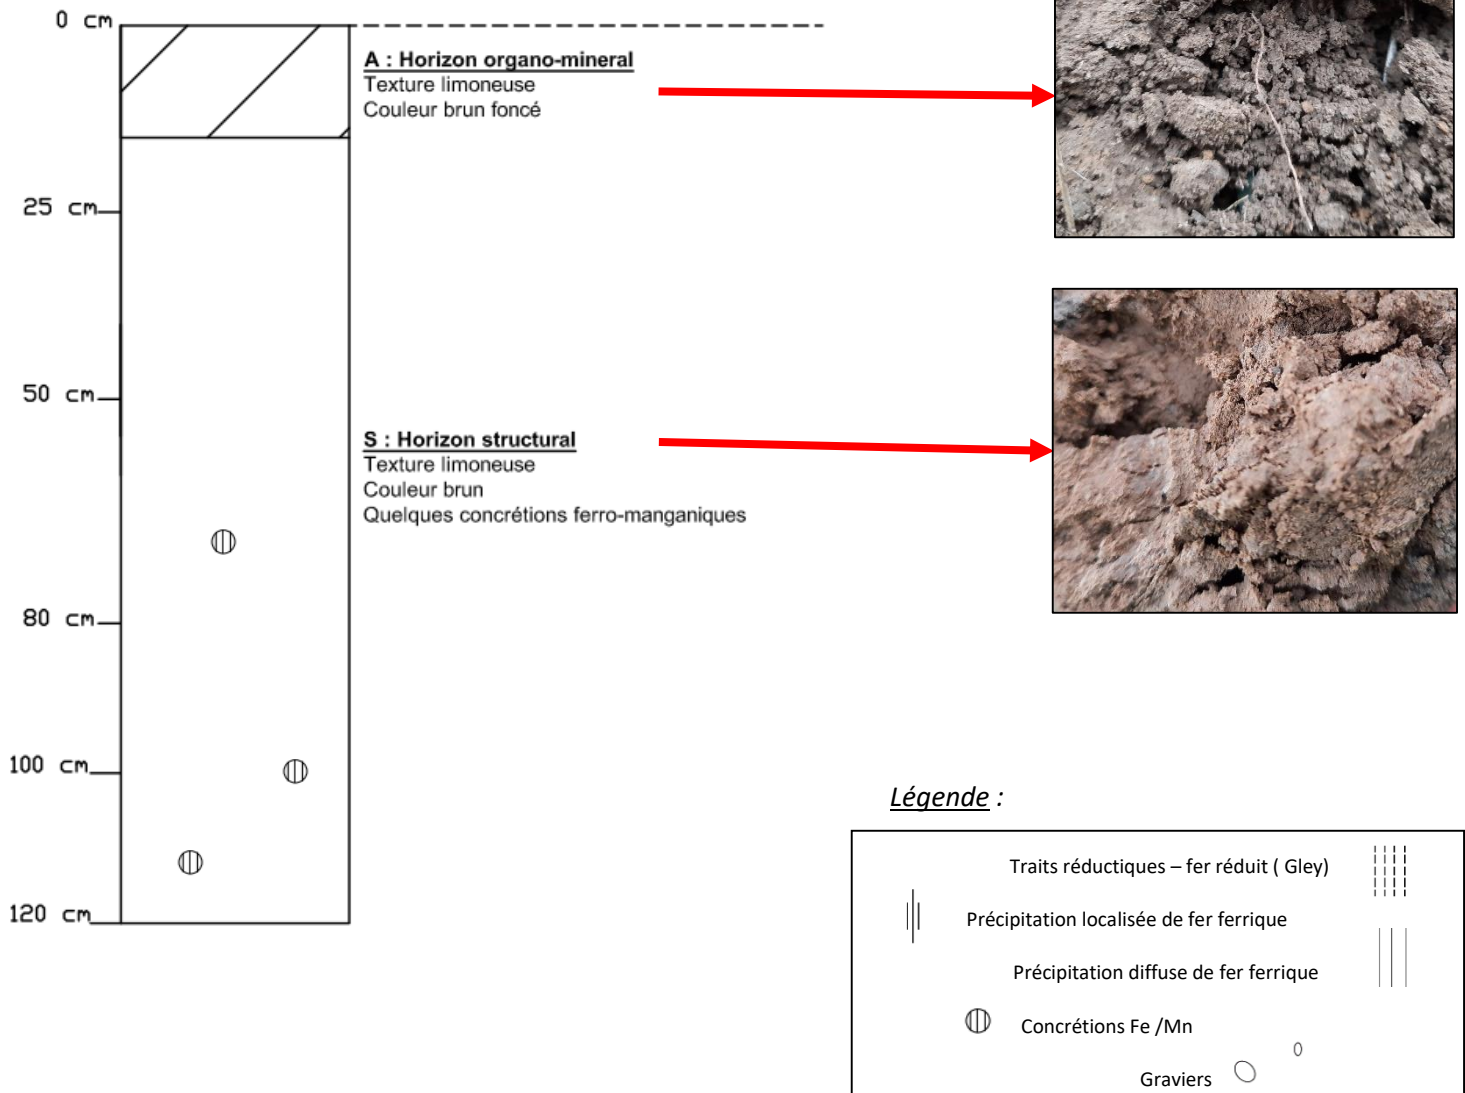 0 cm
A : Horizon organo-mineral
Texture limoneuse
Couleur brun foncé
25 cm
50 cm
S : Horizon structural
Texture limoneuse
Couleur brun
Quelques concrétions ferro-manganiques
80 cm
100 cm
120 cm
Légende :
Traits réductiques – fer réduit ( Gley)
Précipitation localisée de fer ferrique
Précipitation diffuse de fer ferrique
Concrétions Fe /Mn
Graviers